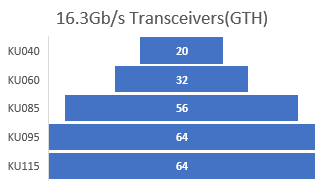 16.3Gb/s Transceivers(GTH)
KU040 20
KU060 32
KU085 56
KU095 64
KU115 64